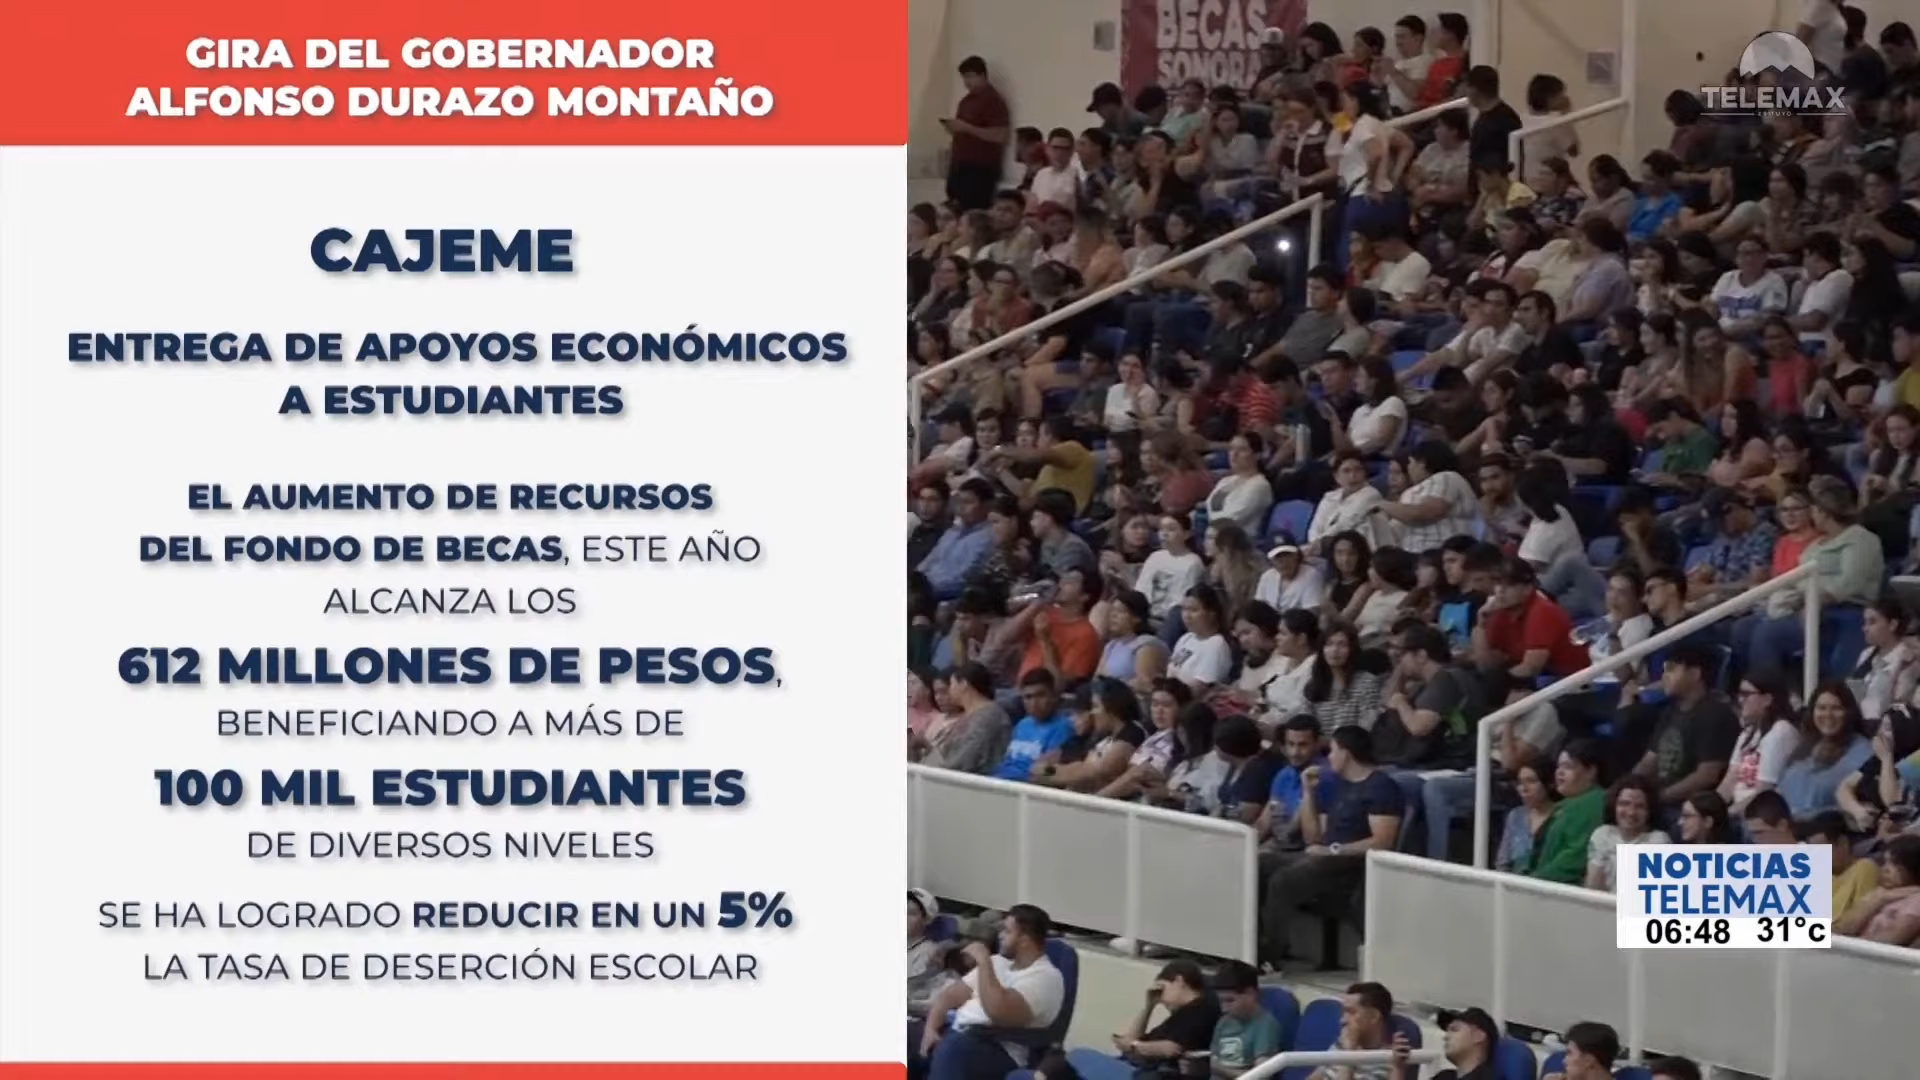 GIRA DEL GOBERNADOR
ALFONSO DURAZO MONTAÑO
CAJEME
ENTREGA DE APOYOS ECONÓMICOS
A ESTUDIANTES
EL AUMENTO DE RECURSOS
DEL FONDO DE BECAS, ESTE AÑO
ALCANZA LOS
612 MILLONES DE PESOS,
BENEFICIANDO A MÁS DE
100 MIL ESTUDIANTES
DE DIVERSOS NIVELES
SE HA LOGRADO REDUCIR EN UN 5%
LA TASA DE DESERCIÓN ESCOLAR
BECAS
SONORA
TELEMAX
NOTICIAS
TELEMAX
06:48 31°c